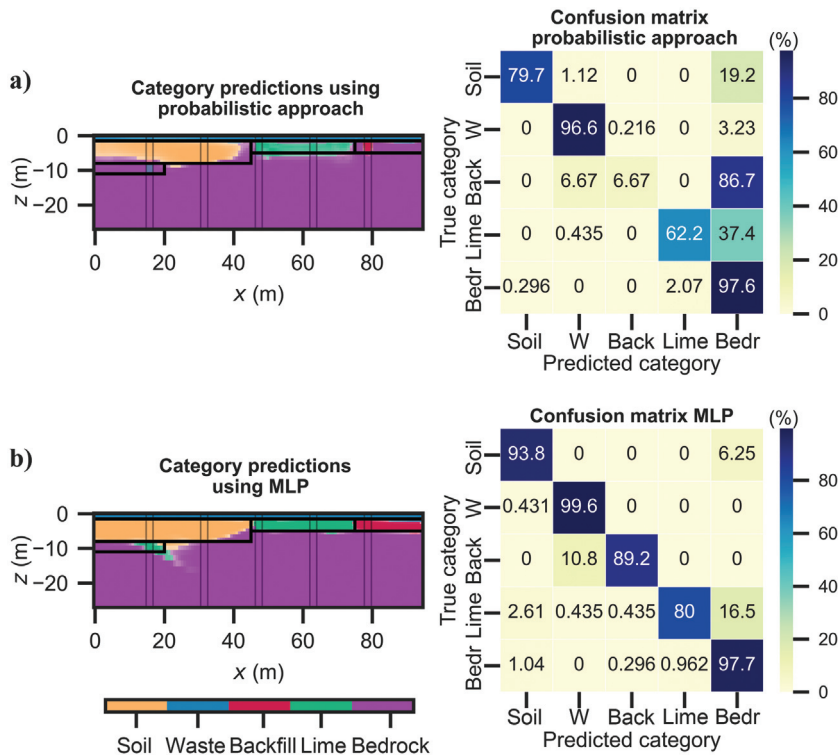 a)
Category predictions using
probabilistic approach
0
−10
−20
z (m)
0 20 40 60 80
x (m)
Confusion matrix
probabilistic approach
(%)
True category
Soil 79.7 1.12 0 0 19.2
W 0 96.6 0.216 0 3.23
Back 0 6.67 6.67 0 86.7
Lime 0 0.435 0 62.2 37.4
Bedr 0.296 0 0 2.07 97.6
Soil W Back Lime Bedr
Predicted category
80
60
40
20
0
b)
Category predictions
using MLP
0
−10
−20
z (m)
0 20 40 60 80
x (m)
Soil Waste Backfill Lime Bedrock
Confusion matrix MLP
(%)
True category
Soil 93.8 0 0 0 6.25
W 0.431 99.6 0 0 0
Back 0 10.8 89.2 0 0
Lime 2.61 0.435 0.435 80 16.5
Bedr 1.04 0 0.296 0.962 97.7
Soil W Back Lime Bedr
Predicted category
80
60
40
20
0